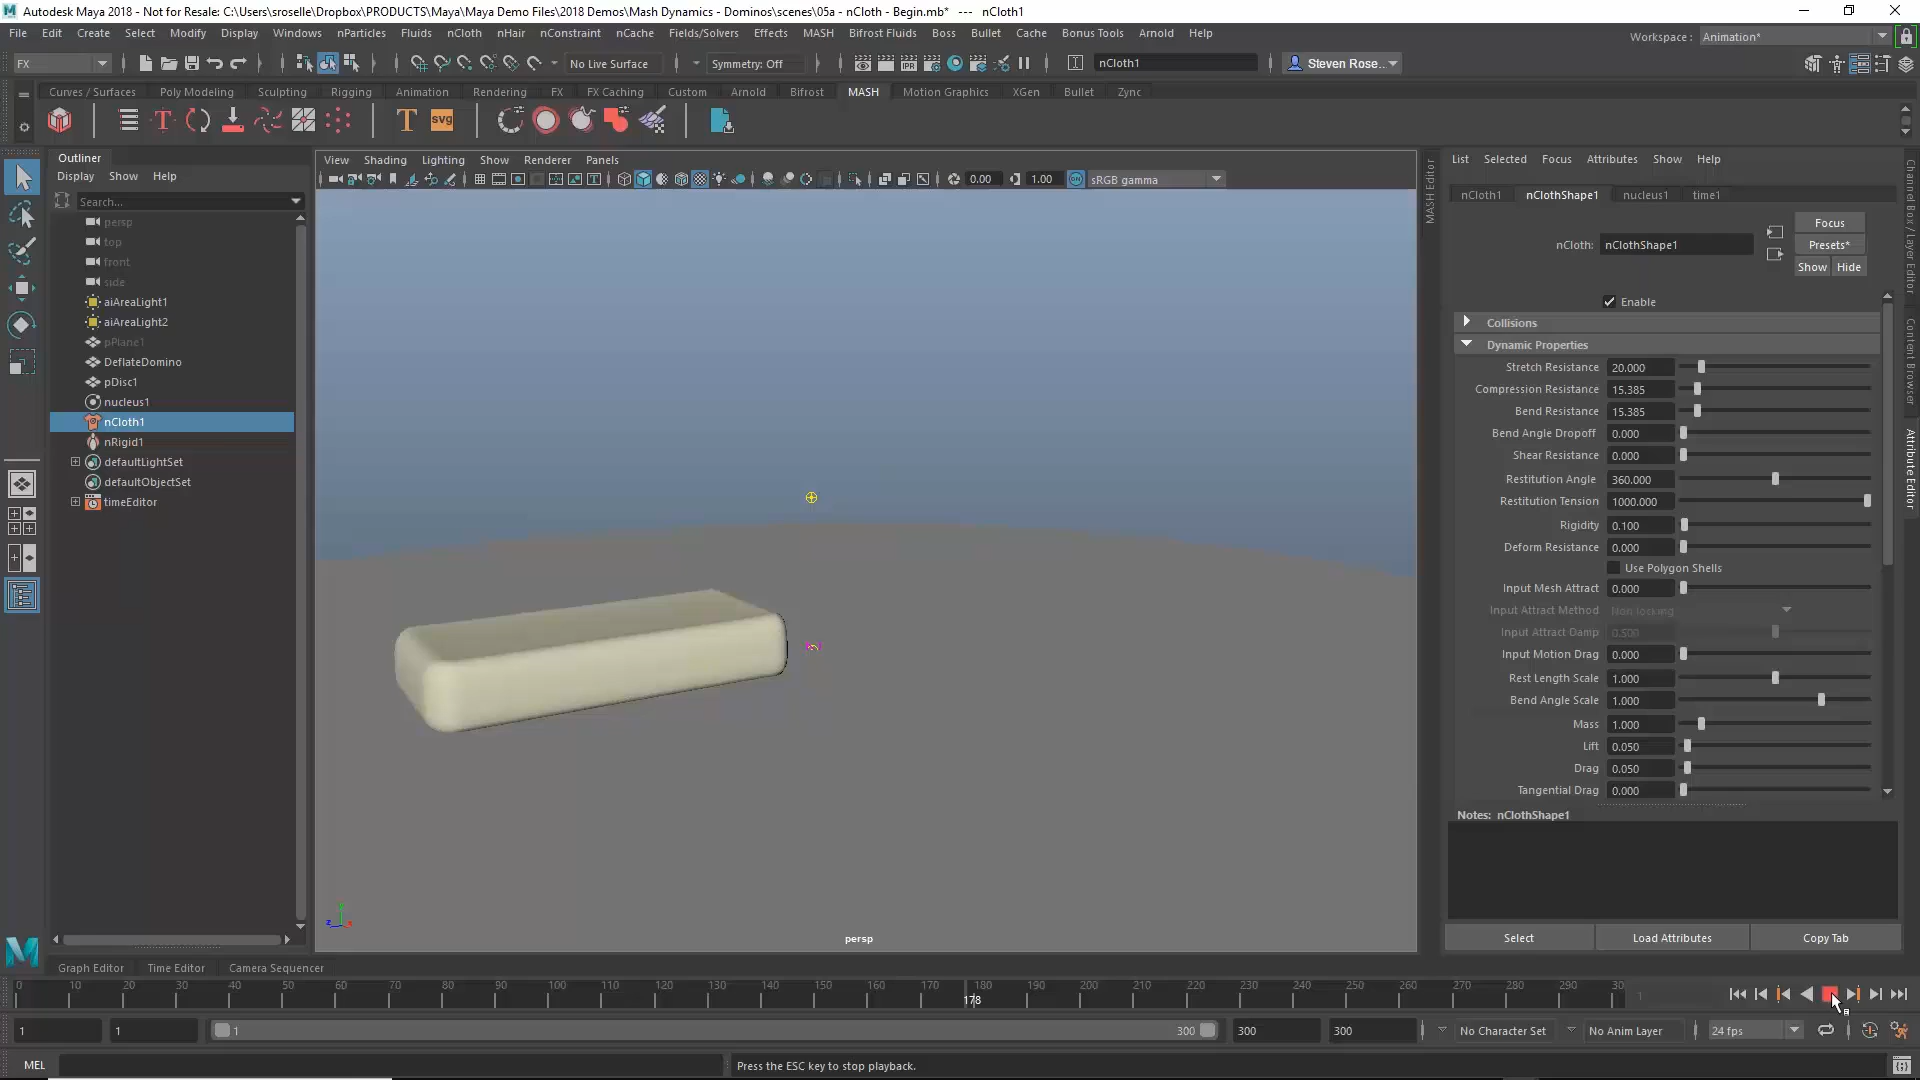 Autodesk Maya 2018 - Not for Resale: C:\Users\sroselle\Dropbox\PRODUCTS\Maya\Maya Demo Files\2018 Demos\Mash Dynamics - Dominos\scenes\05a - nCloth - Begin.mb* --- nCloth1
File Edit Create Select Modify Display Windows nParticles Fluids nCloth nHair nConstraint nCache Fields/Solvers Effects MASH Bifrost Fluids Boss Bullet Cache Bonus Tools Arnold Help
Workspace : Animation*
FX No Live Surface Symmetry: Off IPR nCloth1 Steven Rose..
Curves / Surfaces Poly Modeling Sculpting Rigging Animation Rendering FX FX Caching Custom Arnold Bifrost MASH Motion Graphics XGen Bullet Zync
T T svg
Outliner
Display Show Help
Search...
persp
top
front
side
aiAreaLight1
aiAreaLight2
pPlane1
DeflateDomino
pDisc1
nucleus1
nCloth1
nRigid1
defaultLightSet
defaultObjectSet
timeEditor
View Shading Lighting Show Renderer Panels
0.00 1.00 sRGB gamma
persp
MASH Editor
List Selected Focus Attributes Show Help
nCloth1 nClothShape1 nucleus1 time1
Focus
nCloth: nClothShape1 Presets*
Show Hide
Enable
Collisions
Dynamic Properties
Stretch Resistance 20.000
Compression Resistance 15.385
Bend Resistance 15.385
Bend Angle Dropoff 0.000
Shear Resistance 0.000
Restitution Angle 360.000
Restitution Tension 1000.000
Rigidity 0.100
Deform Resistance 0.000
Use Polygon Shells
Input Mesh Attract 0.000
Input Attract Method Non locking
Input Attract Damp 0.500
Input Motion Drag 0.000
Rest Length Scale 1.000
Bend Angle Scale 1.000
Mass 1.000
Lift 0.050
Drag 0.050
Tangential Drag 0.000
Notes: nClothShape1
Select Load Attributes Copy Tab
Channel Box / Layer Editor
Content Browser
Attribute Editor
Graph Editor Time Editor Camera Sequencer
0 10 20 30 40 50 60 70 80 90 100 110 120 130 140 150 160 170 180 190 200 210 220 230 240 250 260 270 280 290 30
178
1
1 1 1 300 300 300 No Character Set No Anim Layer 24 fps
MEL Press the ESC key to stop playback.